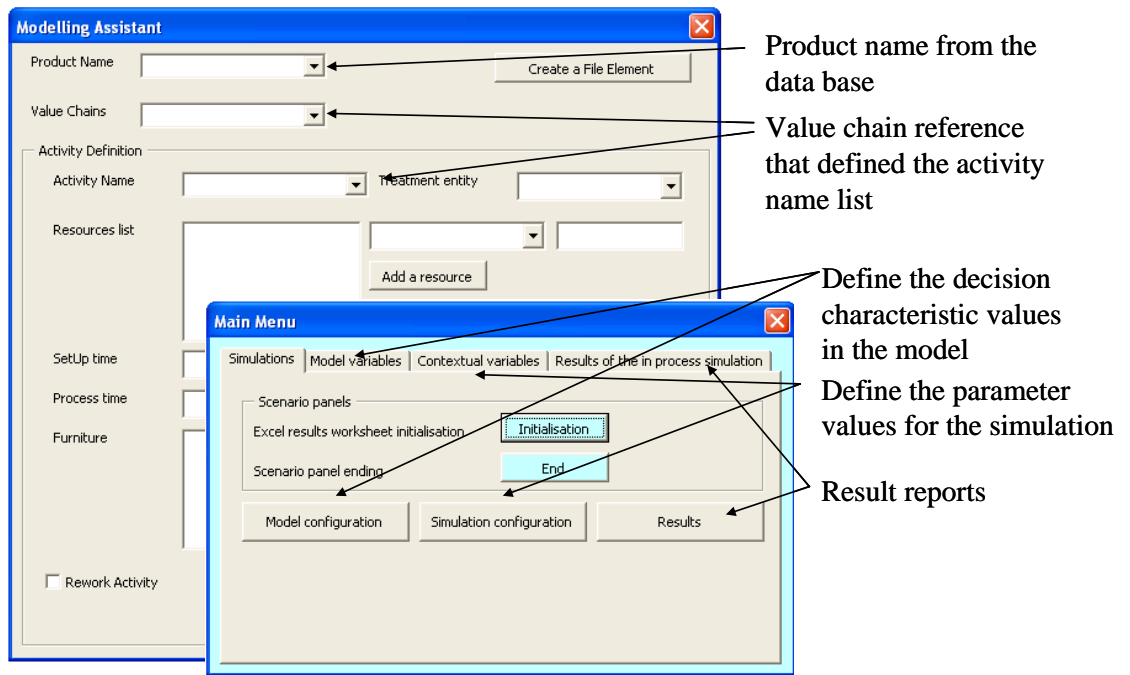 Modelling Assistant
Product Name
Create a File Element
Value Chains
Activity Definition
Activity Name
Treatment entity
Resources list
Add a resource
SetUp time
Process time
Furniture
Rework Activity
Main Menu
Simulations
Model variables
Contextual variables
Results of the in process simulation
Scenario panels
Excel results worksheet initialisation
Initialisation
Scenario panel ending
End
Model configuration
Simulation configuration
Results
Product name from the
data base
Value chain reference
that defined the activity
name list
Define the decision
characteristic values
in the model
Define the parameter
values for the simulation
Result reports